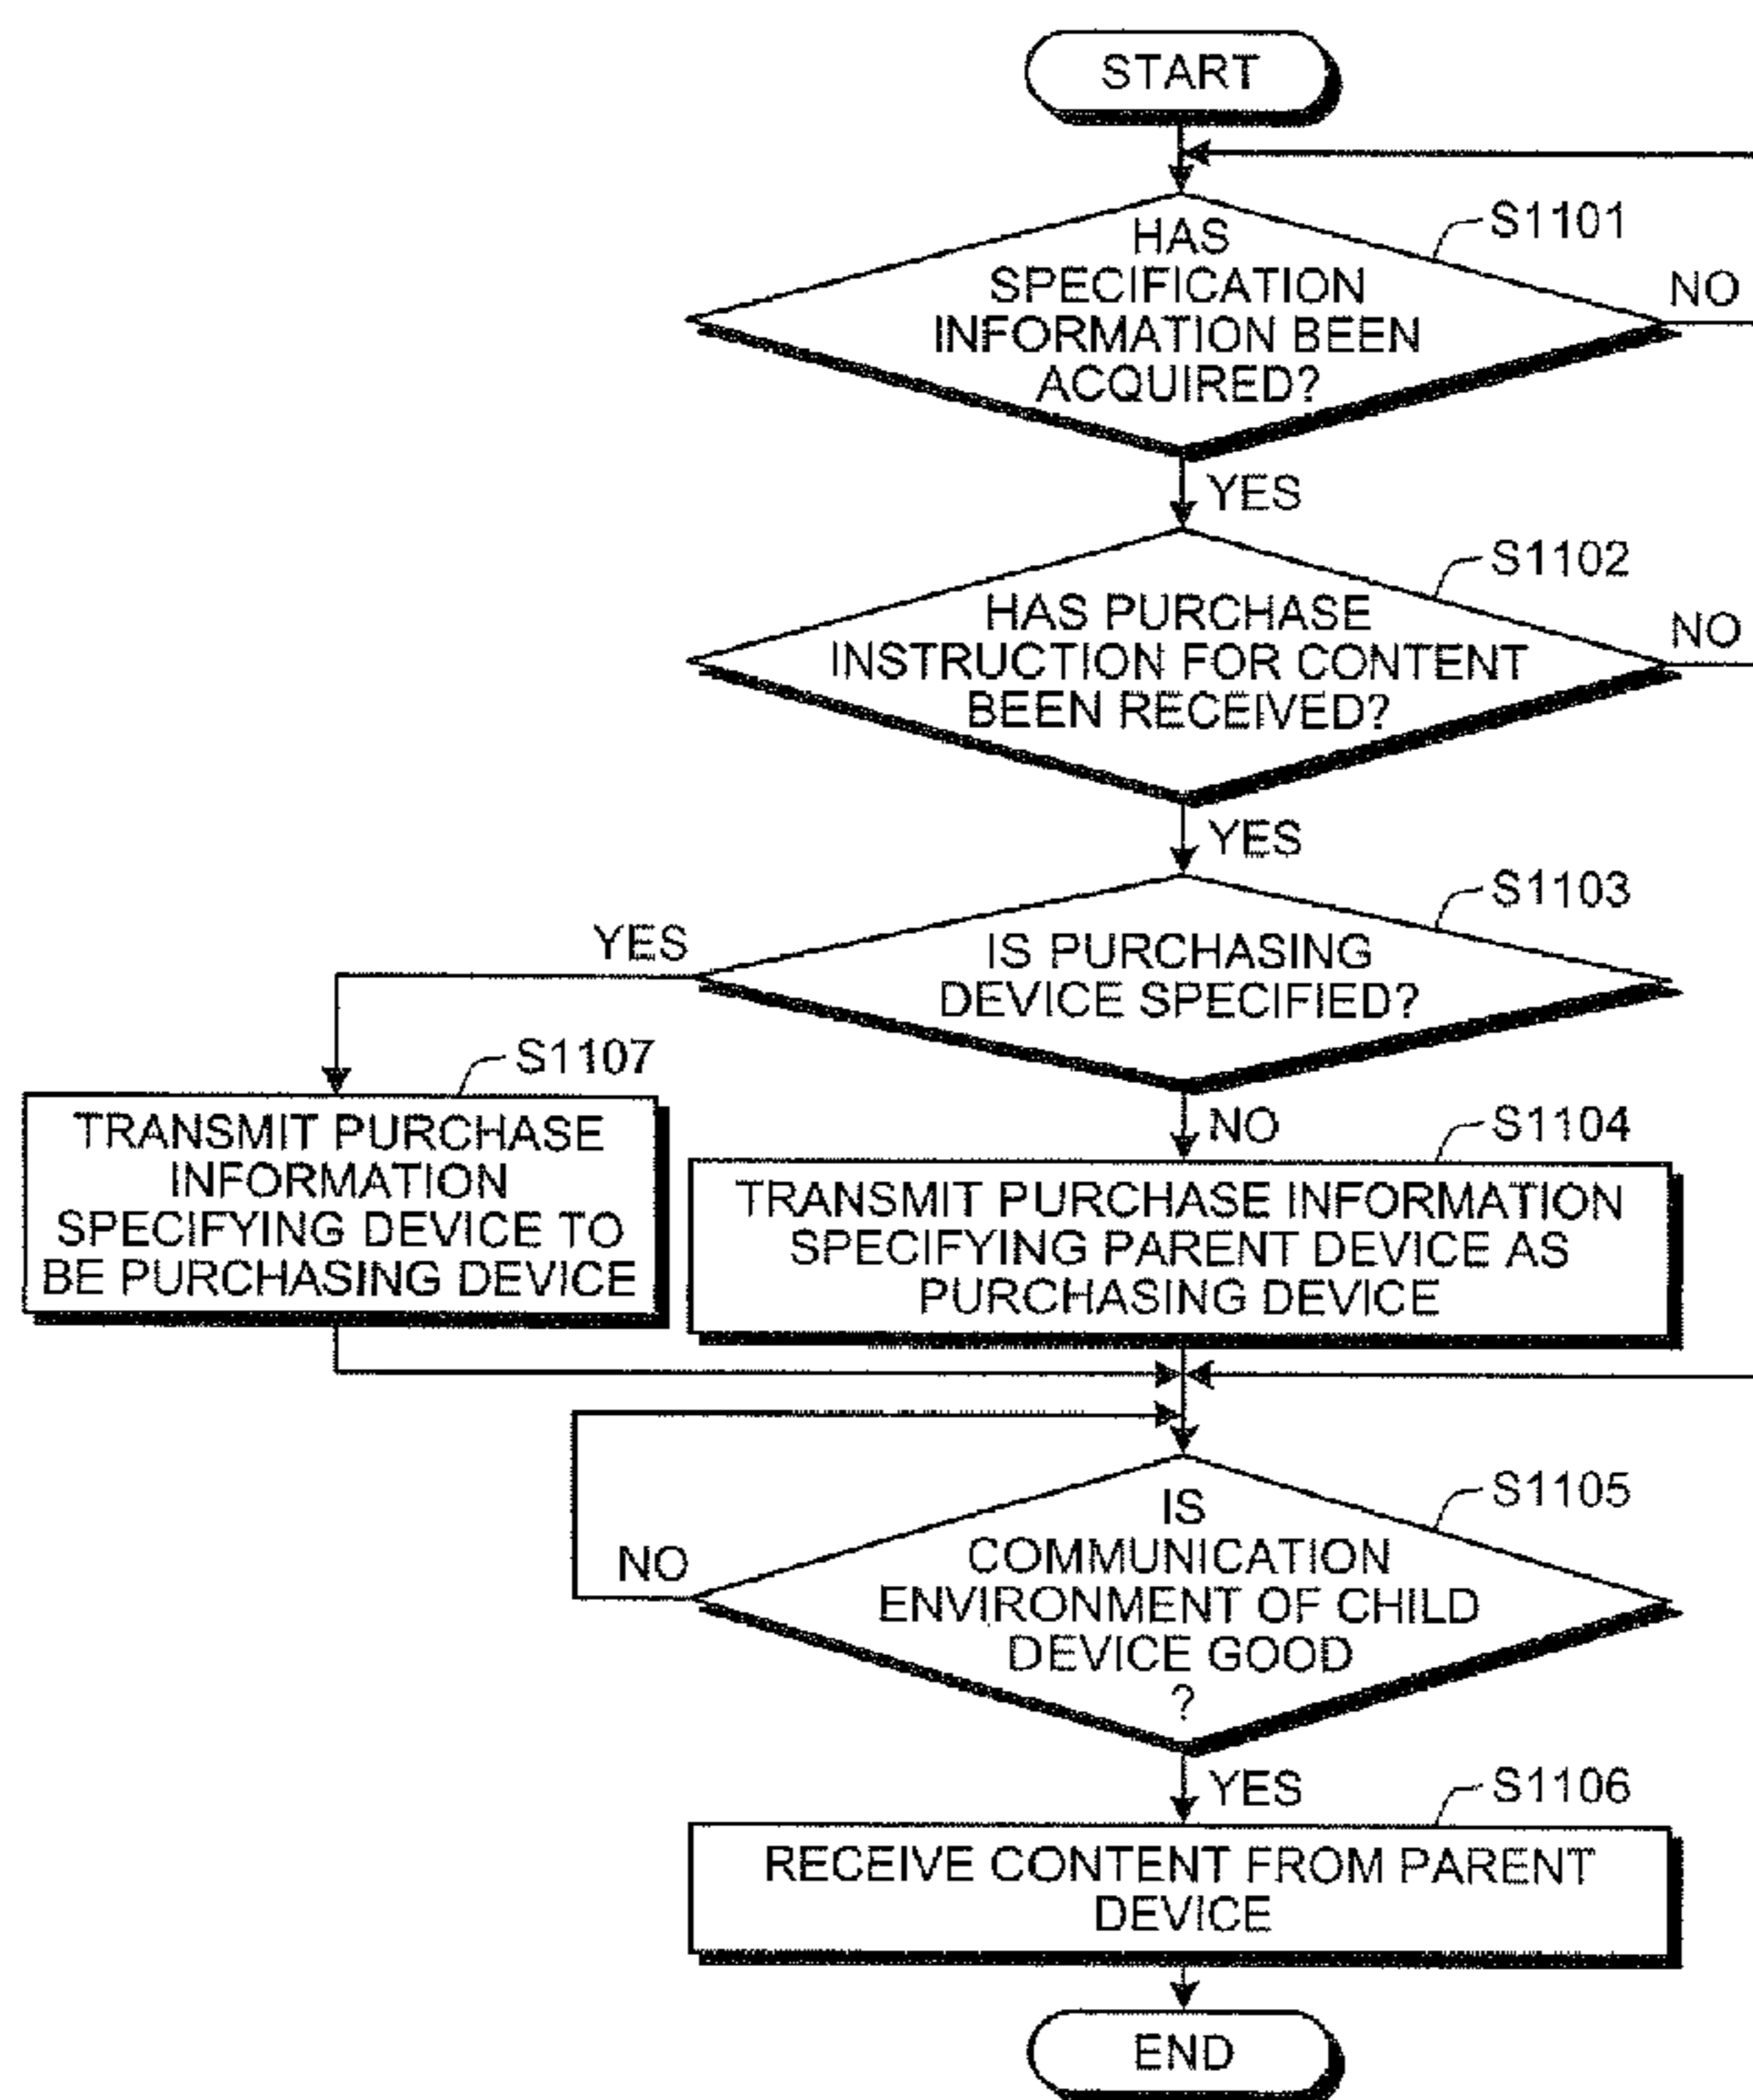 START
S1101
HAS
SPECIFICATION
INFORMATION BEEN
ACQUIRED?
NO
YES
S1102
HAS PURCHASE
INSTRUCTION FOR CONTENT
BEEN RECEIVED?
NO
YES
S1103
IS PURCHASING
DEVICE SPECIFIED?
YES
S1107
TRANSMIT PURCHASE
INFORMATION
SPECIFYING DEVICE TO
BE PURCHASING DEVICE
NO
S1104
TRANSMIT PURCHASE INFORMATION
SPECIFYING PARENT DEVICE AS
PURCHASING DEVICE
S1105
IS
COMMUNICATION
ENVIRONMENT OF CHILD
DEVICE GOOD
?
NO
YES
S1106
RECEIVE CONTENT FROM PARENT
DEVICE
END